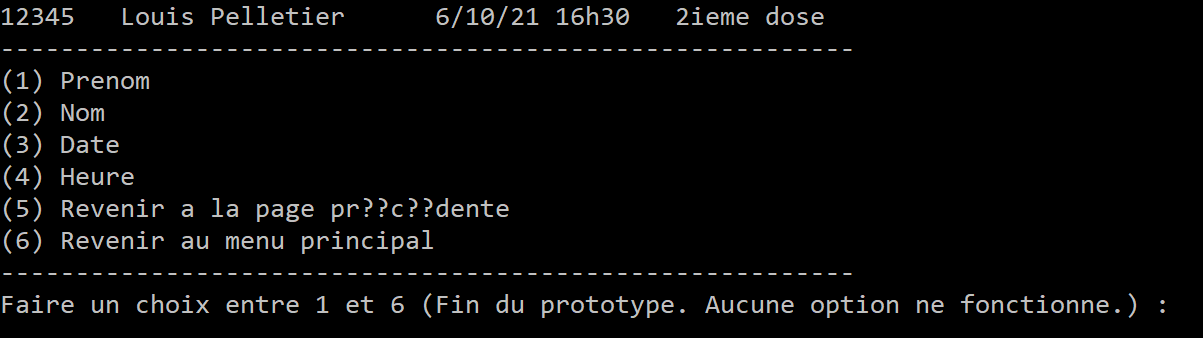 12345   Louis Pelletier      6/10/21 16h30   2ieme dose
---------------------------------------------------------
(1) Prenom
(2) Nom
(3) Date
(4) Heure
(5) Revenir a la page pr??c??dente
(6) Revenir au menu principal
---------------------------------------------------------
Faire un choix entre 1 et 6 (Fin du prototype. Aucune option ne fonctionne.) :